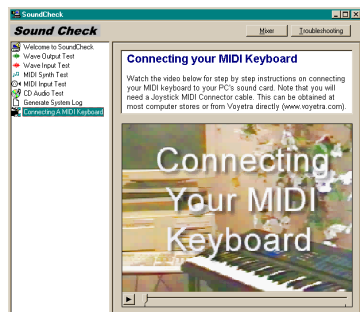 SoundCheck
Sound Check
Mixer
Troubleshooting
Welcome to SoundCheck
Wave Output Test
Wave Input Test
MIDI Synth Test
MIDI Input Test
CD Audio Test
Generate System Log
Connecting A MIDI Keyboard
Connecting your MIDI Keyboard
Watch the video below for step by step instructions on connecting
your MIDI keyboard to your PC's sound card. Note that you will
need a Joystick MIDI Connector cable. This can be obtained at
most computer stores or from Voyetra directly (www.voyetra.com).
Connecting
Your MIDI
Keyboard